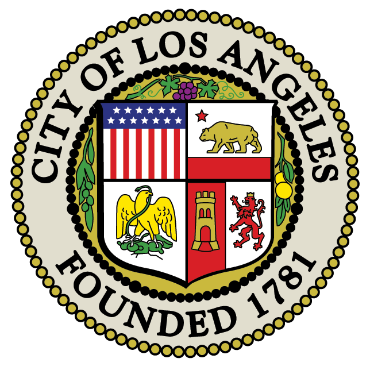 CITY OF LOS ANGELES
FOUNDED 1781